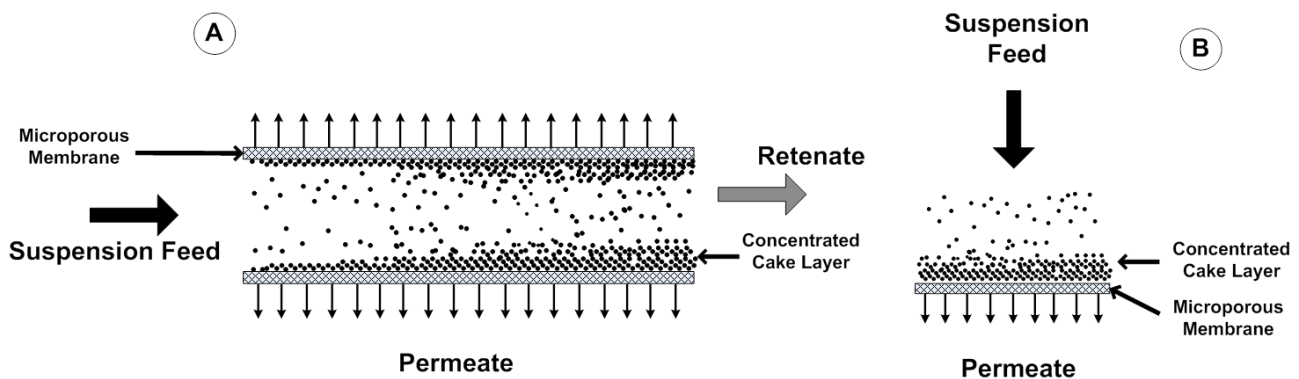 A
Microporous
Membrane
Suspension Feed
Retenate
Concentrated
Cake Layer
Permeate
Suspension
Feed
B
Concentrated
Cake Layer
Microporous
Membrane
Permeate